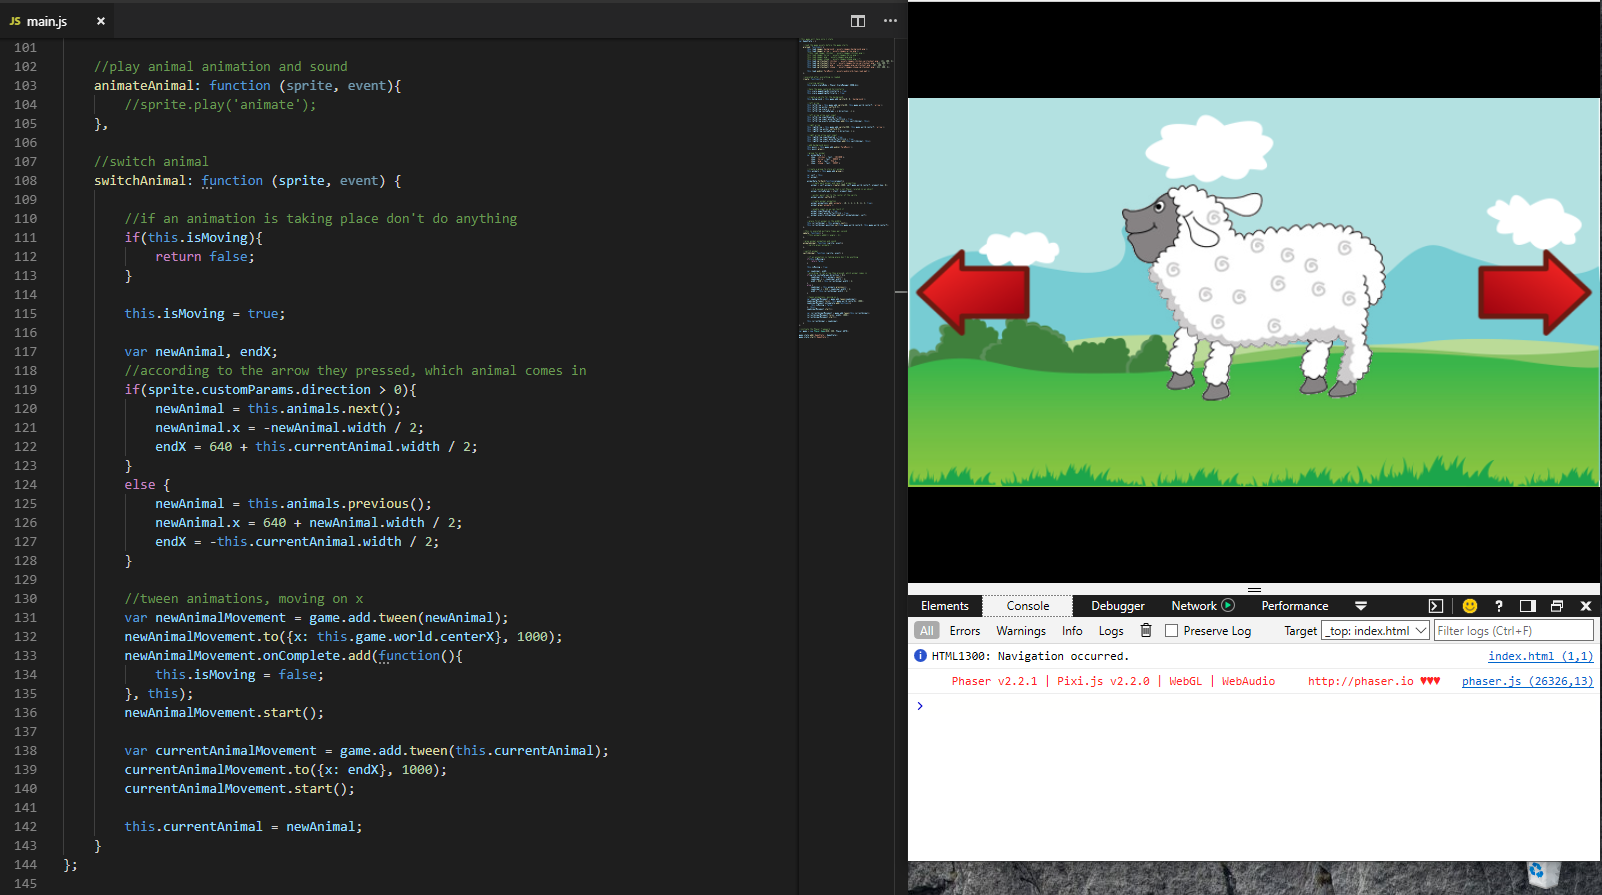 JS main.js ×
101
102 //play animal animation and sound
103 animateAnimal: function (sprite, event){
104 //sprite.play('animate');
105 },
106
107 //switch animal
108 switchAnimal: function (sprite, event) {
109
110 //if an animation is taking place don't do anything
111 if(this.isMoving){
112 return false;
113 }
114
115 this.isMoving = true;
116
117 var newAnimal, endX;
118 //according to the arrow they pressed, which animal comes in
119 if(sprite.customParams.direction > 0){
120 newAnimal = this.animals.next();
121 newAnimal.x = -newAnimal.width / 2;
122 endX = 640 + this.currentAnimal.width / 2;
123 }
124 else {
125 newAnimal = this.animals.previous();
126 newAnimal.x = 640 + newAnimal.width / 2;
127 endX = -this.currentAnimal.width / 2;
128 }
129
130 //tween animations, moving on x
131 var newAnimalMovement = game.add.tween(newAnimal);
132 newAnimalMovement.to({x: this.game.world.centerX}, 1000);
133 newAnimalMovement.onComplete.add(function(){
134 this.isMoving = false;
135 }, this);
136 newAnimalMovement.start();
137
138 var currentAnimalMovement = game.add.tween(this.currentAnimal);
139 currentAnimalMovement.to({x: endX}, 1000);
140 currentAnimalMovement.start();
141
142 this.currentAnimal = newAnimal;
143 }
144 };
145
Elements Console Debugger Network Performance
All Errors Warnings Info Logs Preserve Log Target _top: index.html Filter logs (Ctrl+F)
HTML1300: Navigation occurred. index.html (1,1)
Phaser v2.2.1 | Pixi.js v2.2.0 | WebGL | WebAudio http://phaser.io ♥♥♥ phaser.js (26326,13)
>